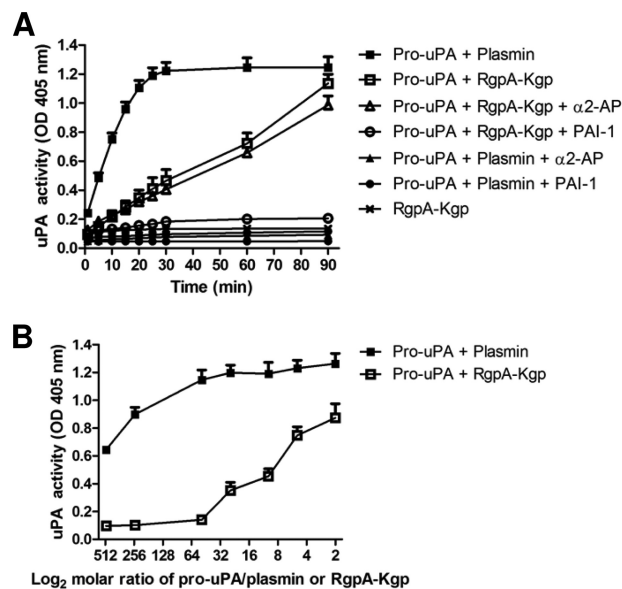 A
uPA activity (OD 405 nm)
1.4
1.2
1.0
0.8
0.6
0.4
0.2
0.0
0 10 20 30 40 50 60 70 80 90
Time (min)
Pro-uPA + Plasmin
Pro-uPA + RgpA-Kgp
Pro-uPA + RgpA-Kgp + α2-AP
Pro-uPA + RgpA-Kgp + PAI-1
Pro-uPA + Plasmin + α2-AP
Pro-uPA + Plasmin + PAI-1
RgpA-Kgp
B
uPA activity (OD 405 nm)
1.4
1.2
1.0
0.8
0.6
0.4
0.2
0.0
512 256 128 64 32 16 8 4 2
Log₂ molar ratio of pro-uPA/plasmin or RgpA-Kgp
Pro-uPA + Plasmin
Pro-uPA + RgpA-Kgp